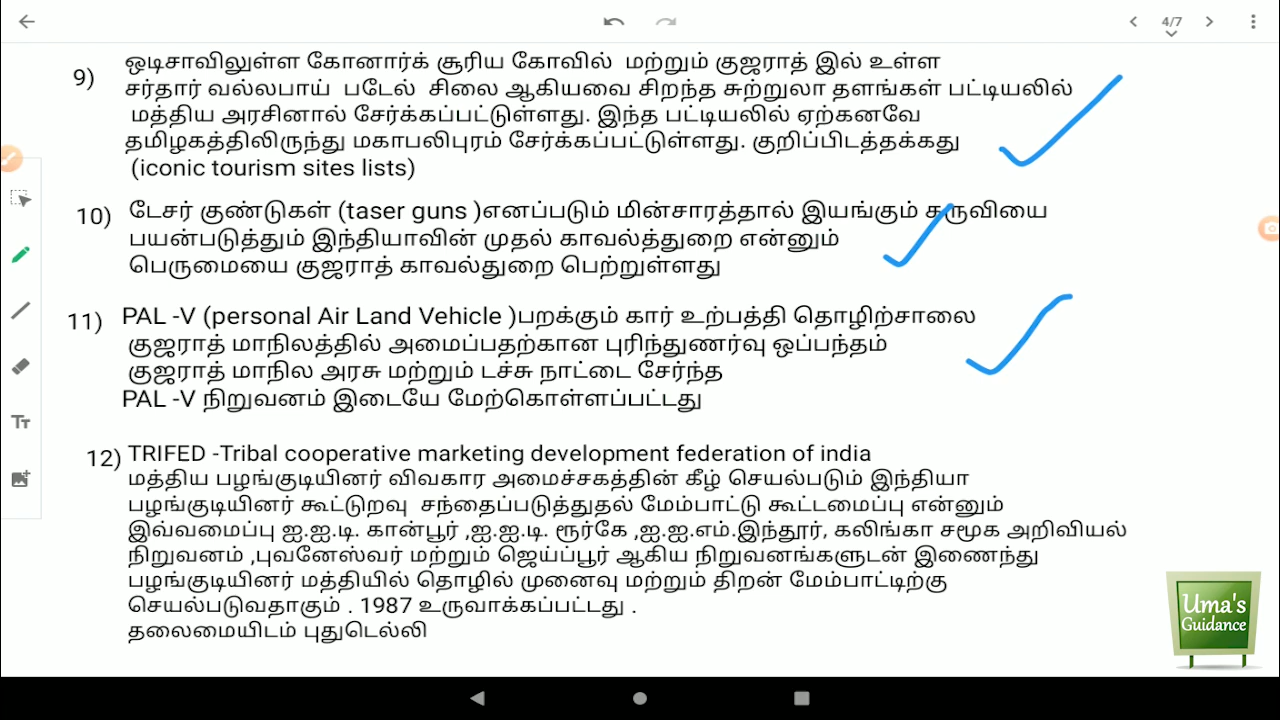 4/7
9) ஒடிசாவிலுள்ள கோனார்க் சூரிய கோவில் மற்றும் குஜராத் இல் உள்ள
சர்தார் வல்லபாய் படேல் சிலை ஆகியவை சிறந்த சுற்றுலா தளங்கள் பட்டியலில்
மத்திய அரசினால் சேர்க்கப்பட்டுள்ளது. இந்த பட்டியலில் ஏற்கனவே
தமிழகத்திலிருந்து மகாபலிபுரம் சேர்க்கப்பட்டுள்ளது. குறிப்பிடத்தக்கது
(iconic tourism sites lists)
10) டேசர் குண்டுகள் (taser guns )எனப்படும் மின்சாரத்தால் இயங்கும் கருவியை
பயன்படுத்தும் இந்தியாவின் முதல் காவல்த்துறை என்னும்
பெருமையை குஜராத் காவல்துறை பெற்றுள்ளது
11) PAL -V (personal Air Land Vehicle )பறக்கும் கார் உற்பத்தி தொழிற்சாலை
குஜராத் மாநிலத்தில் அமைப்பதற்கான புரிந்துணர்வு ஒப்பந்தம்
குஜராத் மாநில அரசு மற்றும் டச்சு நாட்டை சேர்ந்த
PAL -V நிறுவனம் இடையே மேற்கொள்ளப்பட்டது
12) TRIFED -Tribal cooperative marketing development federation of india
மத்திய பழங்குடியினர் விவகார அமைச்சகத்தின் கீழ் செயல்படும் இந்தியா
பழங்குடியினர் கூட்டுறவு சந்தைப்படுத்துதல் மேம்பாட்டு கூட்டமைப்பு என்னும்
இவ்வமைப்பு ஐ.ஐ.டி. கான்பூர் ,ஐ.ஐ.டி. ரூர்கே ,ஐ.ஐ.எம்.இந்தூர், கலிங்கா சமூக அறிவியல்
நிறுவனம் ,புவனேஸ்வர் மற்றும் ஜெய்ப்பூர் ஆகிய நிறுவனங்களுடன் இணைந்து
பழங்குடியினர் மத்தியில் தொழில் முனைவு மற்றும் திறன் மேம்பாட்டிற்கு
செயல்படுவதாகும் . 1987 உருவாக்கப்பட்டது .
தலைமையிடம் புதுடெல்லி
Tт
Uma's
Guidance